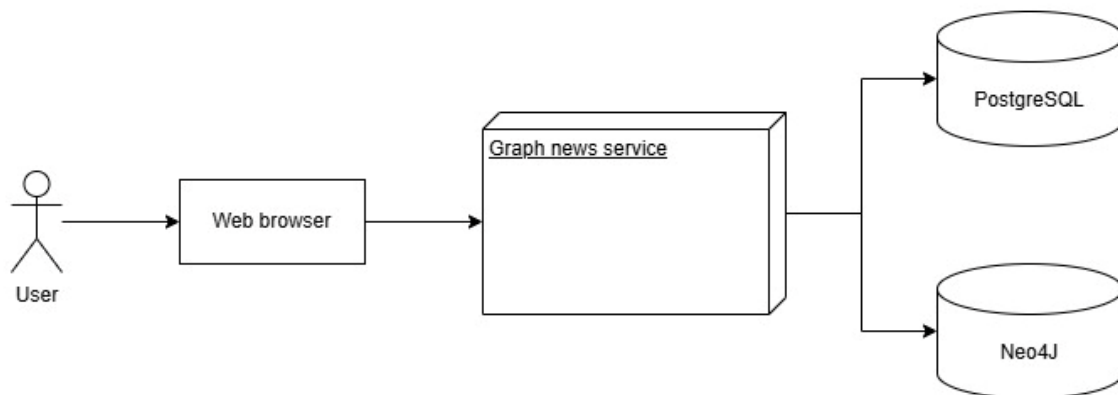 User
Web browser
Graph news service
PostgreSQL
Neo4J